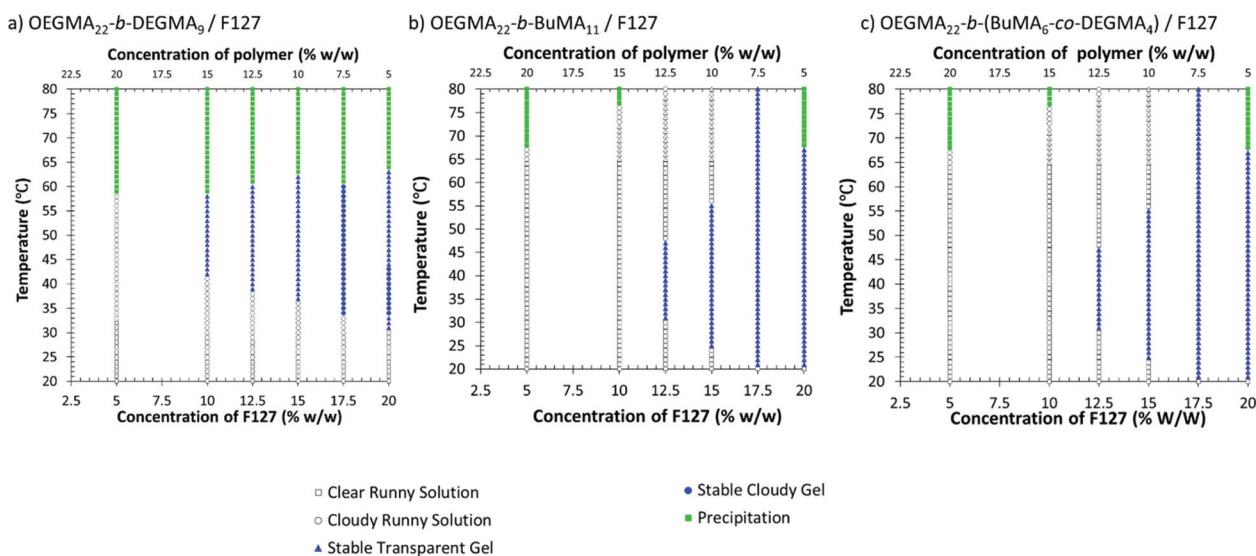 a) OEGMA22-b-DEGMA9 / F127
Concentration of polymer (% w/w)
22.5 20 17.5 15 12.5 10 7.5 5
80
75
70
65
60
55
50
45
40
35
30
25
20
Temperature (°C)
2.5 5 7.5 10 12.5 15 17.5 20
Concentration of F127 (% w/w)
b) OEGMA22-b-BuMA11 / F127
Concentration of polymer (% w/w)
22.5 20 17.5 15 12.5 10 7.5 5
80
75
70
65
60
55
50
45
40
35
30
25
20
Temperature (°C)
2.5 5 7.5 10 12.5 15 17.5 20
Concentration of F127 (% w/w)
c) OEGMA22-b-(BuMA6-co-DEGMA4) / F127
Concentration of polymer (% w/w)
22.5 20 17.5 15 12.5 10 7.5 5
80
75
70
65
60
55
50
45
40
35
30
25
20
Temperature (°C)
2.5 5 7.5 10 12.5 15 17.5 20
Concentration of F127 (% W/W)
Clear Runny Solution
Cloudy Runny Solution
Stable Transparent Gel
Stable Cloudy Gel
Precipitation